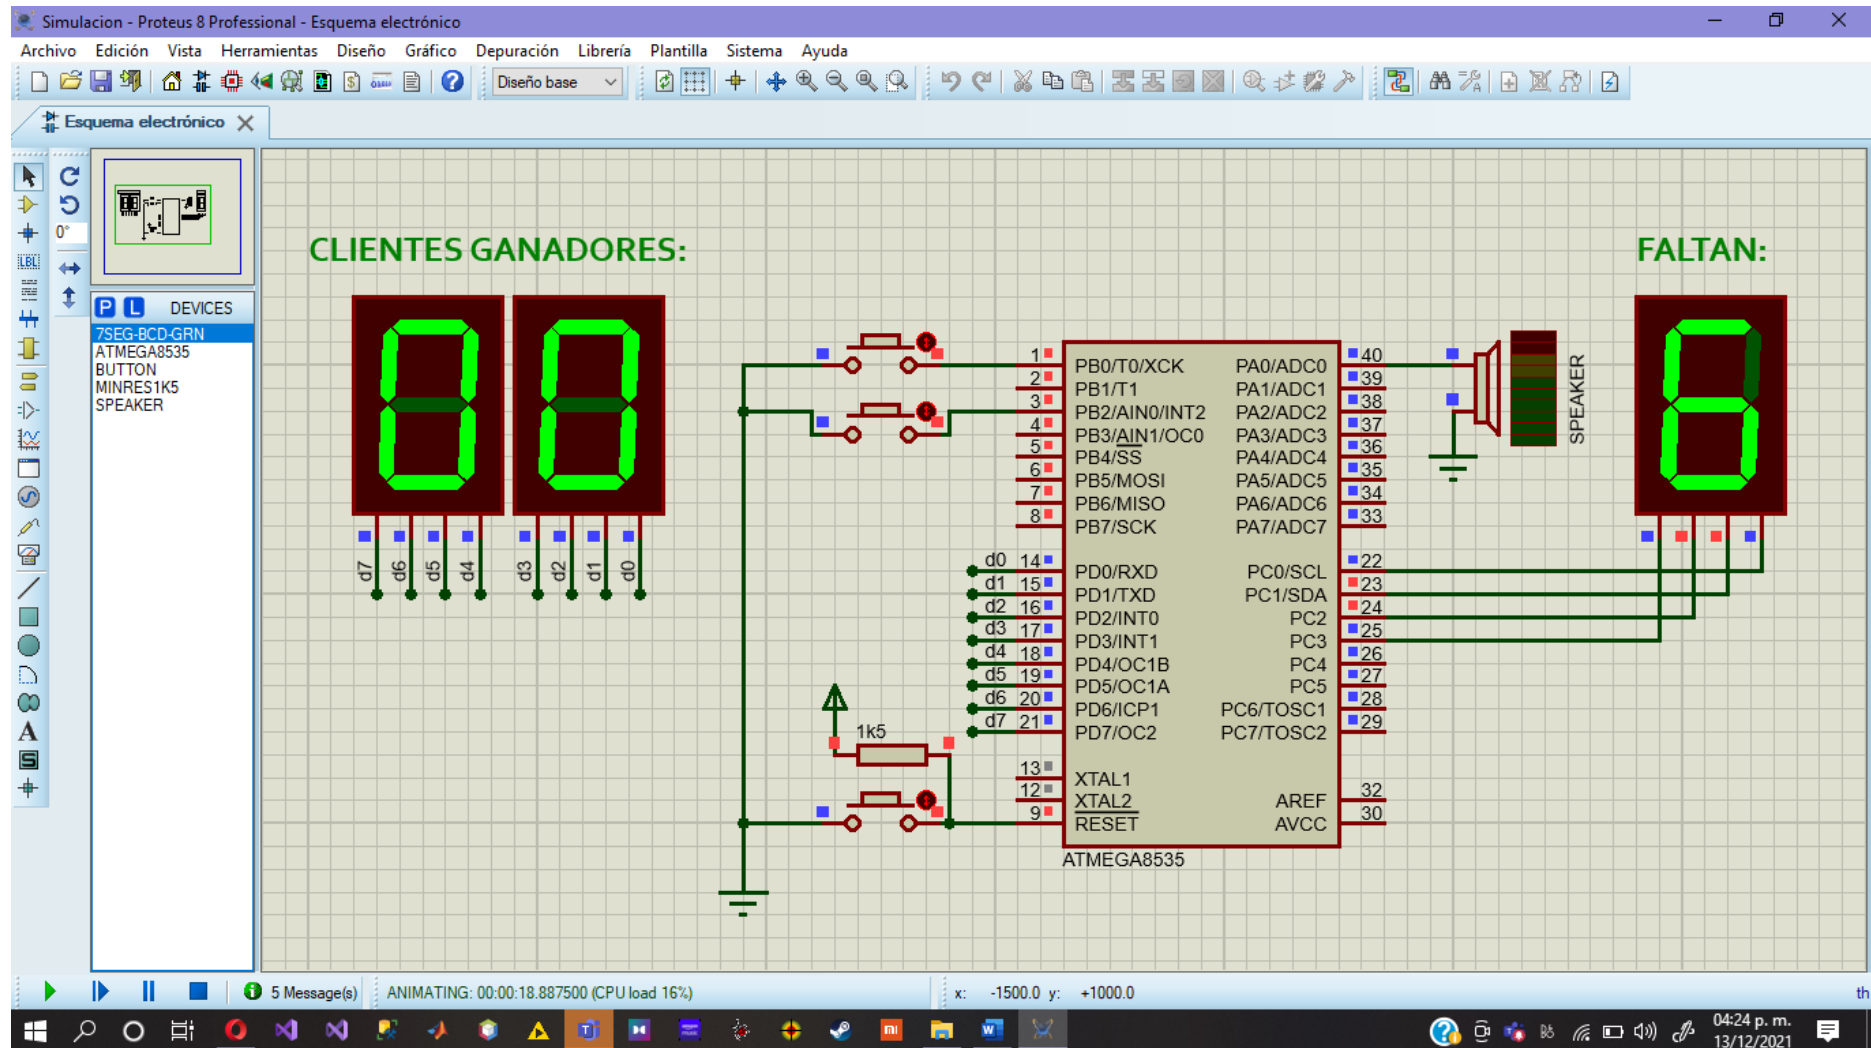 Simulacion - Proteus 8 Professional - Esquema electrónico
Archivo Edición Vista Herramientas Diseño Gráfico Depuración Librería Plantilla Sistema Ayuda
Diseño base
Esquema electrónico
0°
LBL
P L DEVICES
7SEG-BCD-GRN
ATMEGA8535
BUTTON
MINRES1K5
SPEAKER
CLIENTES GANADORES:
FALTAN:
d7 d6 d5 d4 d3 d2 d1 d0
1 PB0/T0/XCK PA0/ADC0 40
2 PB1/T1 PA1/ADC1 39
3 PB2/AIN0/INT2 PA2/ADC2 38
4 PB3/AIN1/OC0 PA3/ADC3 37
5 PB4/SS PA4/ADC4 36
6 PB5/MOSI PA5/ADC5 35
7 PB6/MISO PA6/ADC6 34
8 PB7/SCK PA7/ADC7 33
d0 14 PD0/RXD PC0/SCL 22
d1 15 PD1/TXD PC1/SDA 23
d2 16 PD2/INT0 PC2 24
d3 17 PD3/INT1 PC3 25
d4 18 PD4/OC1B PC4 26
d5 19 PD5/OC1A PC5 27
d6 20 PD6/ICP1 PC6/TOSC1 28
d7 21 PD7/OC2 PC7/TOSC2 29
13 XTAL1
12 XTAL2 AREF 32
9 RESET AVCC 30
ATMEGA8535
1k5
SPEAKER
00
6
5 Message(s)
ANIMATING: 00:00:18.887500 (CPU load 16%)
x: -1500.0 y: +1000.0
th
04:24 p. m.
13/12/2021